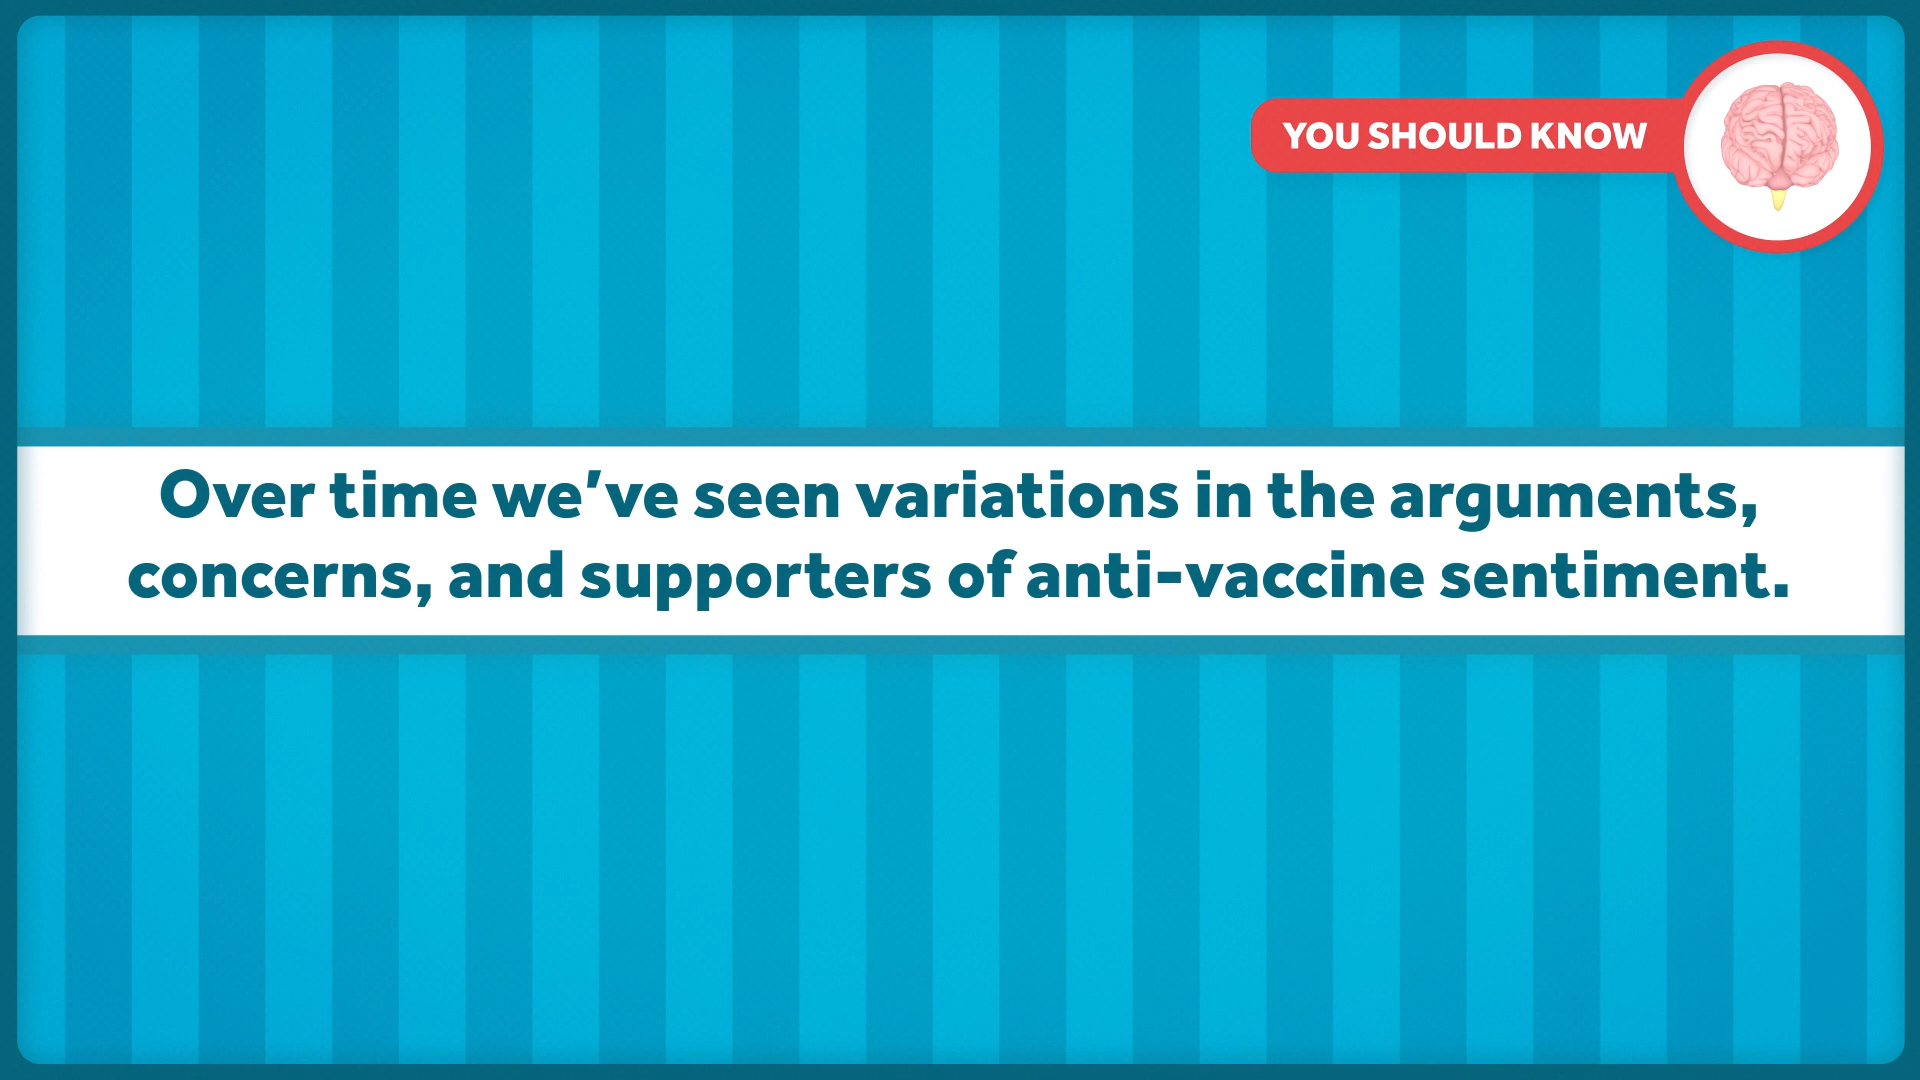 YOU SHOULD KNOW
Over time we've seen variations in the arguments,
concerns, and supporters of anti-vaccine sentiment.